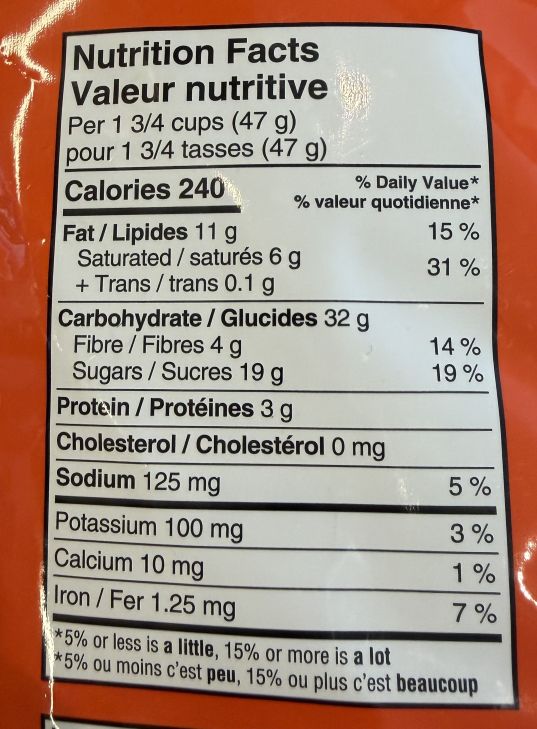 Nutrition Facts
Valeur nutritive
Per 1 3/4 cups (47 g)
pour 1 3/4 tasses (47 g)
Calories 240
% Daily Value*
% valeur quotidienne*
Fat / Lipides 11 g 15 %
Saturated / saturés 6 g
+ Trans / trans 0.1 g 31 %
Carbohydrate / Glucides 32 g
Fibre / Fibres 4 g 14 %
Sugars / Sucres 19 g 19 %
Protein / Protéines 3 g
Cholesterol / Cholestérol 0 mg
Sodium 125 mg 5 %
Potassium 100 mg 3 %
Calcium 10 mg 1 %
Iron / Fer 1.25 mg 7 %
*5% or less is a little, 15% or more is a lot
*5% ou moins c'est peu, 15% ou plus c'est beaucoup